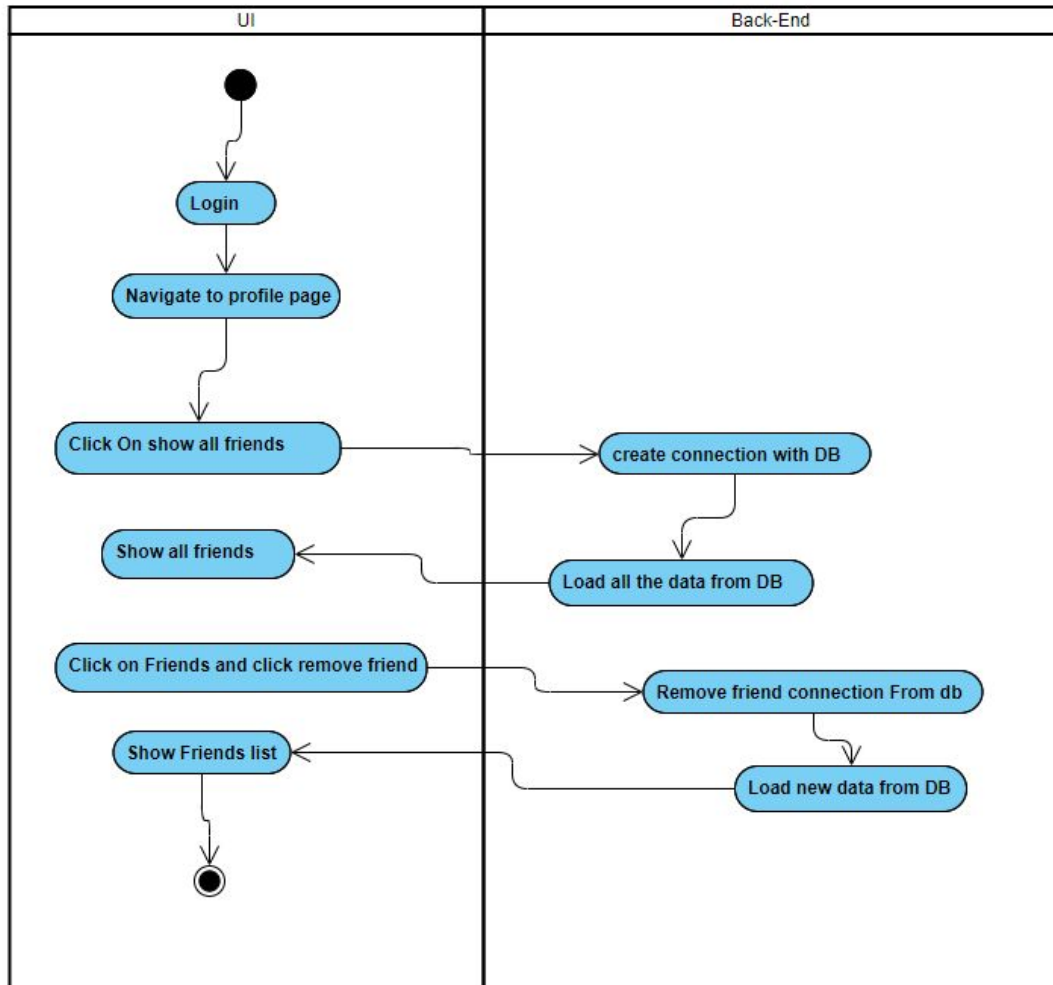 UI
Back-End
Login
Navigate to profile page
Click On show all friends
create connection with DB
Show all friends
Load all the data from DB
Click on Friends and click remove friend
Remove friend connection From db
Show Friends list
Load new data from DB